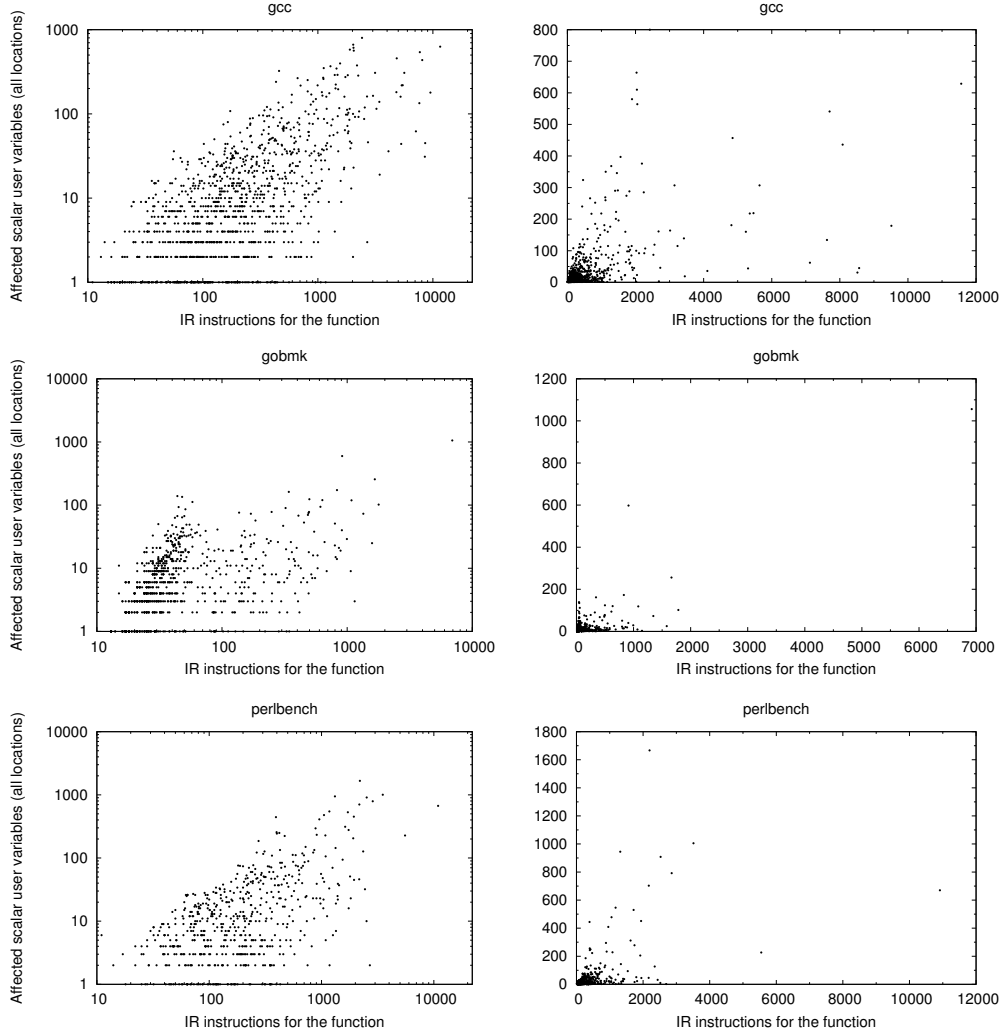 gcc
Affected scalar user variables (all locations)
1000
100
10
1
10 100 1000 10000
IR instructions for the function
gcc
800
700
600
500
400
300
200
100
0
0 2000 4000 6000 8000 10000 12000
IR instructions for the function
gobmk
Affected scalar user variables (all locations)
10000
1000
100
10
1
10 100 1000 10000
IR instructions for the function
gobmk
1200
1000
800
600
400
200
0
0 1000 2000 3000 4000 5000 6000 7000
IR instructions for the function
perlbench
Affected scalar user variables (all locations)
10000
1000
100
10
1
10 100 1000 10000
IR instructions for the function
perlbench
1800
1600
1400
1200
1000
800
600
400
200
0
0 2000 4000 6000 8000 10000 12000
IR instructions for the function